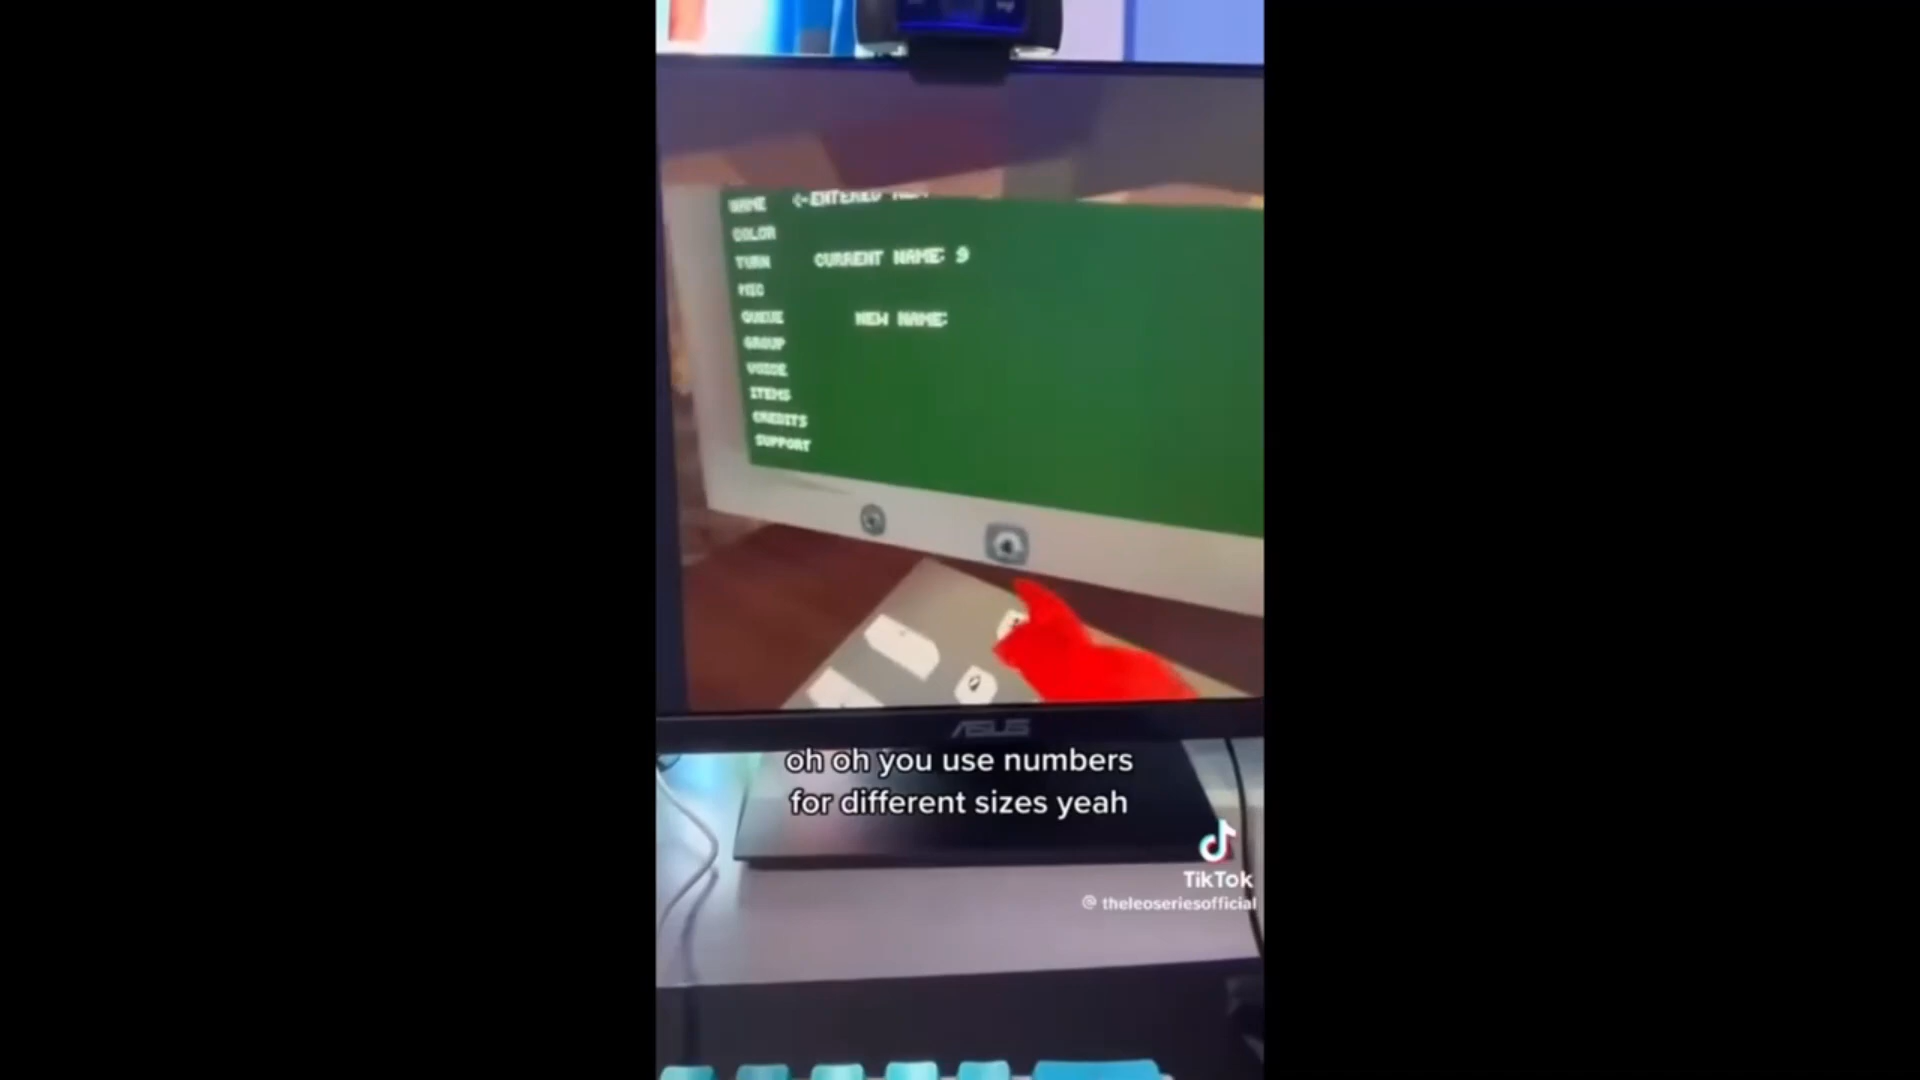 NAME
COLOR
TURN
MIC
QUEUE
GROUP
VOICE
ITEMS
CREDITS
SUPPORT
<-ENTERED
CURRENT NAME: 9
NEW NAME:
ASUS
oh oh you use numbers
for different sizes yeah
TikTok
@ theleoseriesofficial